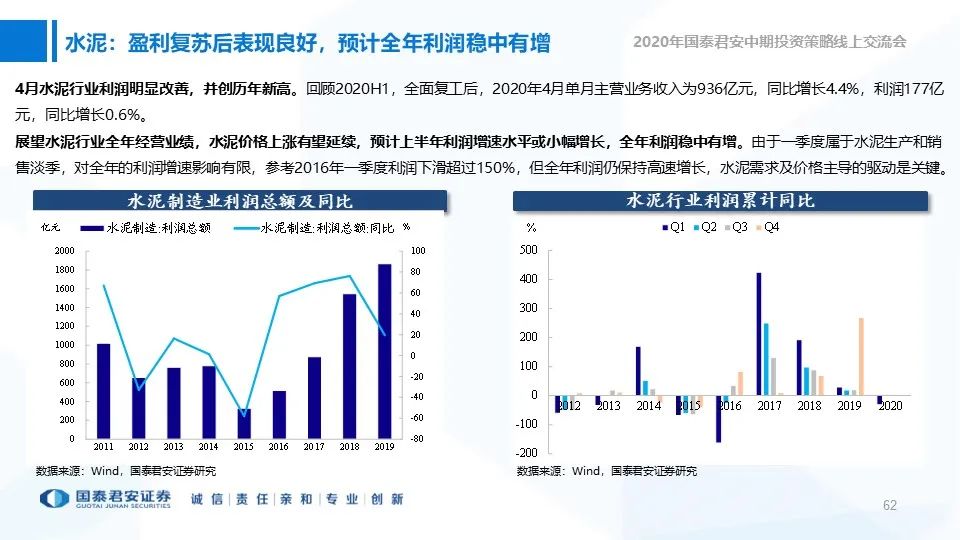 水泥：盈利复苏后表现良好，预计全年利润稳中有增
2020年国泰君安中期投资策略线上交流会
4月水泥行业利润明显改善，并创历年新高。回顾2020H1，全面复工后，2020年4月单月主营业务收入为936亿元，同比增长4.4%，利润177亿
元，同比增长0.6%。
展望水泥行业全年经营业绩，水泥价格上涨有望延续，预计上半年利润增速水平或小幅增长，全年利润稳中有增。由于一季度属于水泥生产和销
售淡季，对全年的利润增速影响有限，参考2016年一季度利润下滑超过150%，但全年利润仍保持高速增长，水泥需求及价格主导的驱动是关键。
水泥制造业利润总额及同比
亿元 水泥制造:利润总额 水泥制造:利润总额:同比 %
2000
1800
1600
1400
1200
1000
800
600
400
200
0
100
80
60
40
20
0
-20
-40
-60
-80
2011 2012 2013 2014 2015 2016 2017 2018 2019
数据来源：Wind，国泰君安证券研究
水泥行业利润累计同比
% Q1 Q2 Q3 Q4
500
400
300
200
100
0
-100
-200
2012 2013 2014 2015 2016 2017 2018 2019 2020
数据来源：Wind，国泰君安证券研究
国泰君安证券
GUOTAI JUNAN SECURITIES
诚信|责任|亲和|专业|创新
62